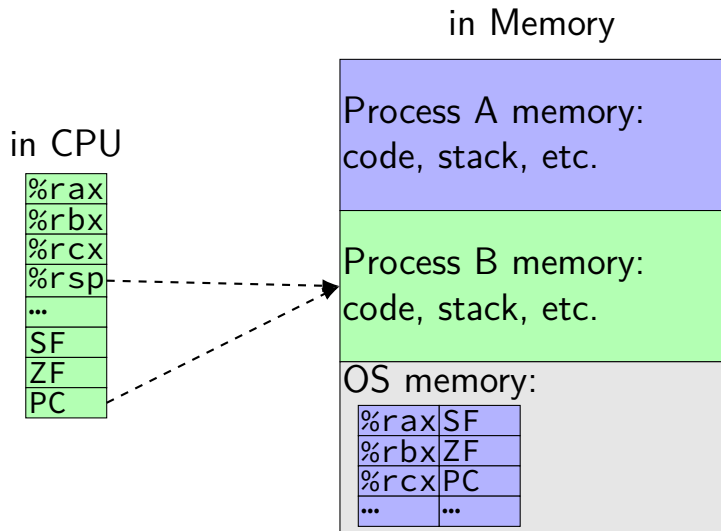 in Memory
Process A memory:
code, stack, etc.
in CPU
%rax
%rbx
%rcx
%rsp
…
SF
ZF
PC
Process B memory:
code, stack, etc.
OS memory:
%rax SF
%rbx ZF
%rcx PC
… …